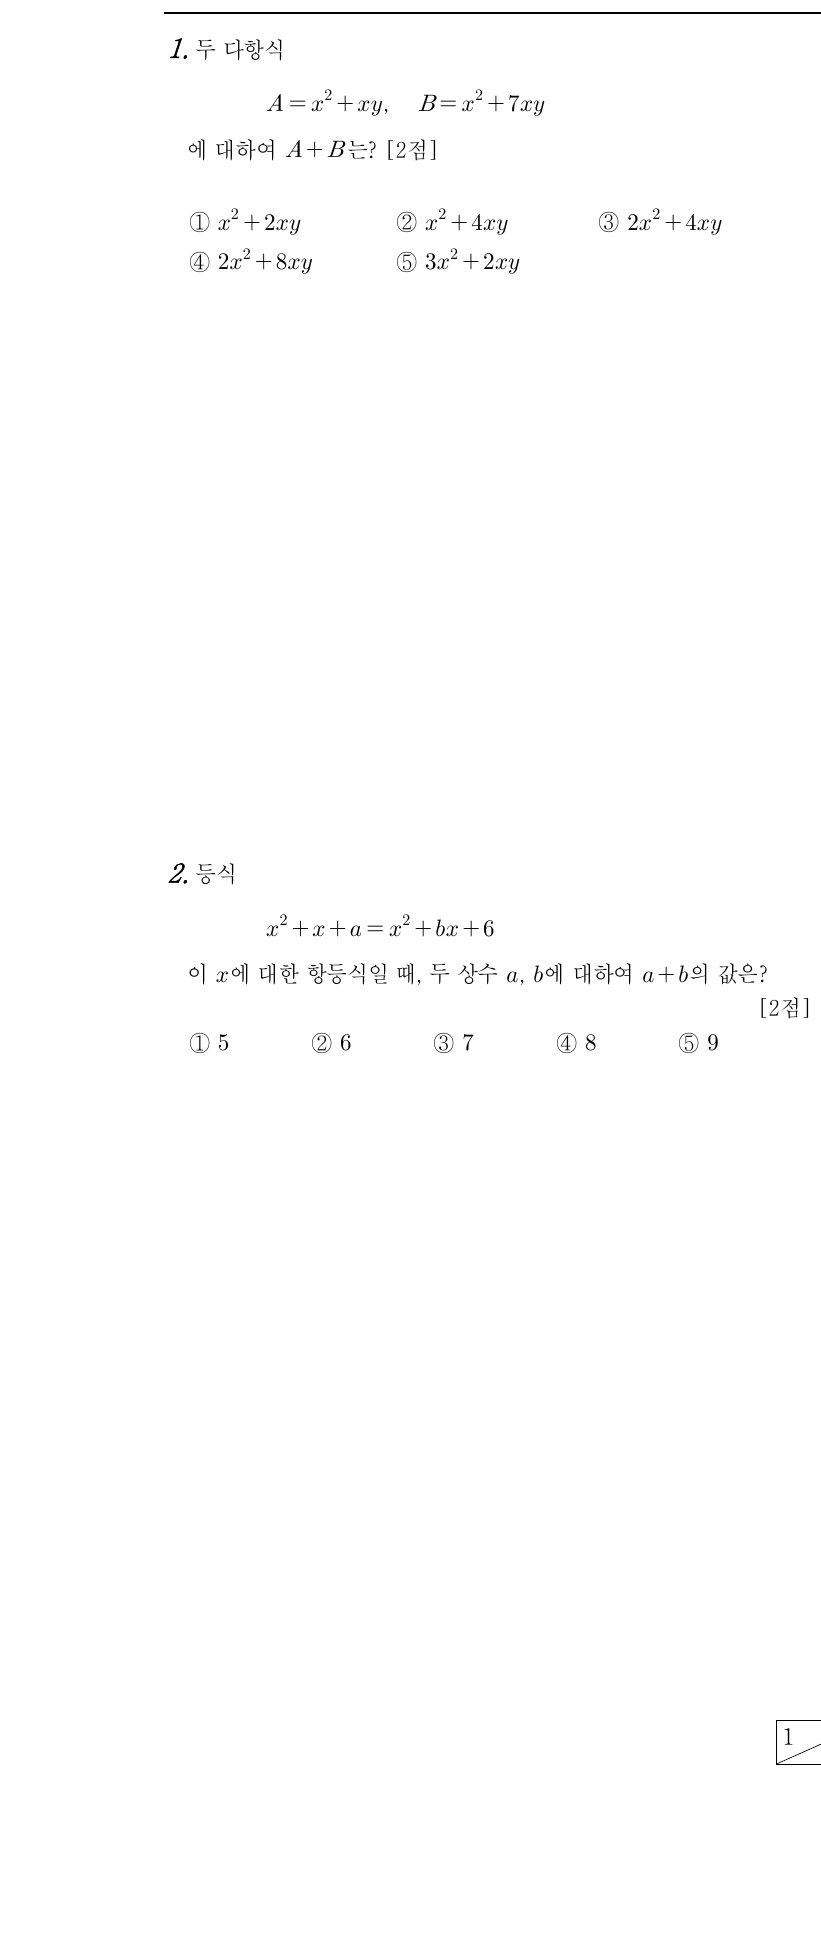 1. 두 다항식
A = x² + xy, B = x² + 7xy
에 대하여 A + B는? [2점]
① x² + 2xy ② x² + 4xy ③ 2x² + 4xy
④ 2x² + 8xy ⑤ 3x² + 2xy
2. 등식
x² + x + a = x² + bx + 6
이 x에 대한 항등식일 때, 두 상수 a, b에 대하여 a + b의 값은?
[2점]
① 5 ② 6 ③ 7 ④ 8 ⑤ 9
1